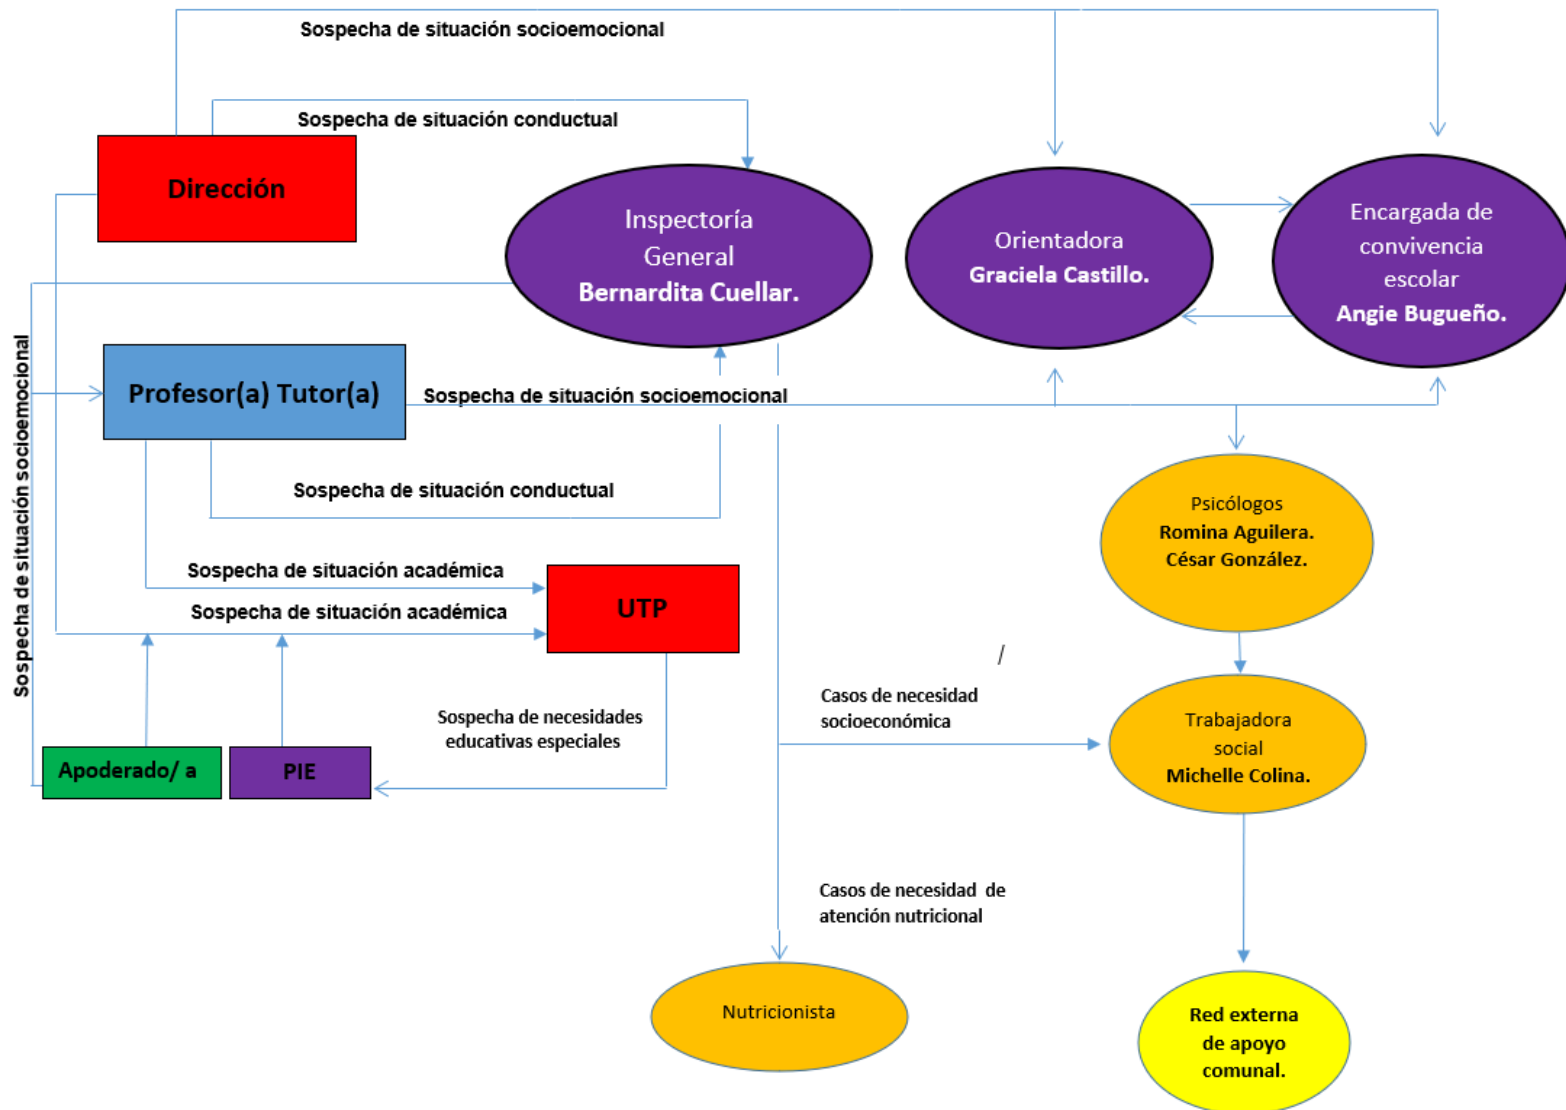 Sospecha de situación socioemocional
Sospecha de situación conductual
Dirección
Inspectoría
General
Bernardita Cuellar.
Orientadora
Graciela Castillo.
Encargada de
convivencia
escolar
Angie Bugueño.
Sospecha de situación socioemocional
Profesor(a) Tutor(a)
Sospecha de situación socioemocional
Sospecha de situación conductual
Psicólogos
Romina Aguilera.
César González.
Sospecha de situación académica
Sospecha de situación académica
UTP
/
Sospecha de necesidades
educativas especiales
Casos de necesidad
socioeconómica
Trabajadora
social
Michelle Colina.
Apoderado/ a
PIE
Casos de necesidad  de
atención nutricional
Nutricionista
Red externa
de apoyo
comunal.